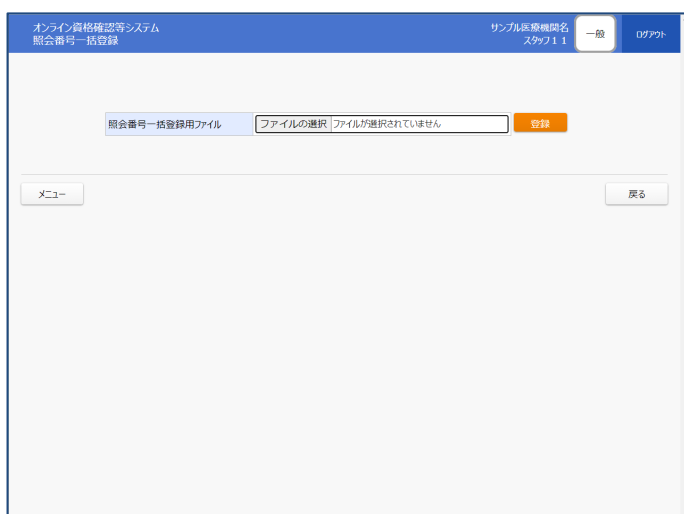 オンライン資格確認等システム
照会番号一括登録
サンプル医療機関名
スタッフ１１
一般
ログアウト
照会番号一括登録用ファイル
ファイルの選択 ファイルが選択されていません
登録
メニュー
戻る